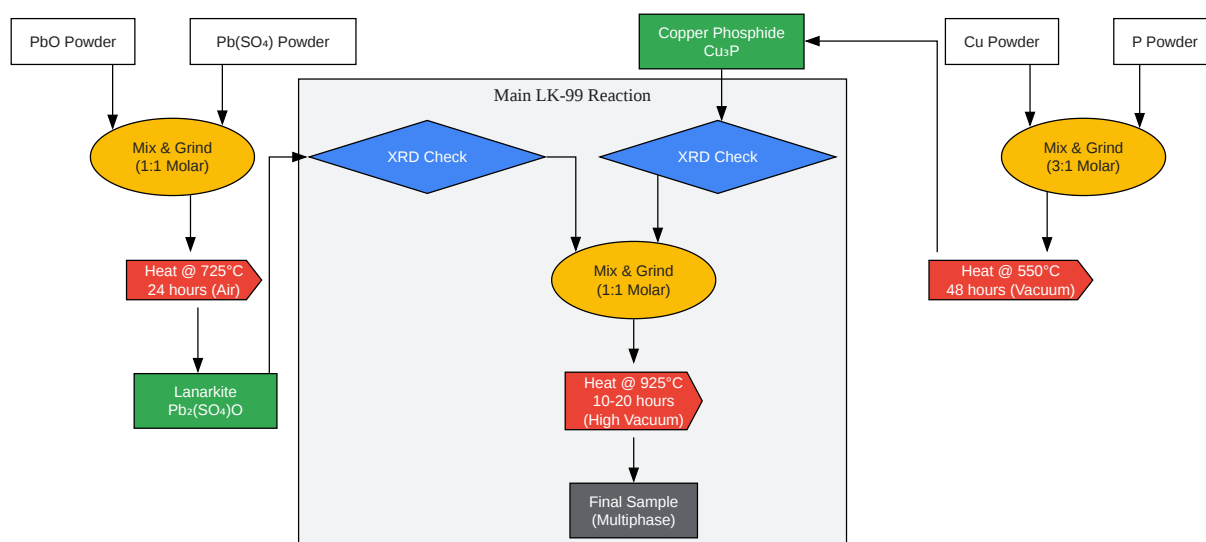 PbO Powder
Pb(SO₄) Powder
Copper Phosphide
Cu₃P
Cu Powder
P Powder
Main LK-99 Reaction
Mix & Grind
(1:1 Molar)
XRD Check
XRD Check
Mix & Grind
(3:1 Molar)
Heat @ 725°C
24 hours (Air)
Mix & Grind
(1:1 Molar)
Heat @ 550°C
48 hours (Vacuum)
Lanarkite
Pb₂(SO₄)O
Heat @ 925°C
10-20 hours
(High Vacuum)
Final Sample
(Multiphase)